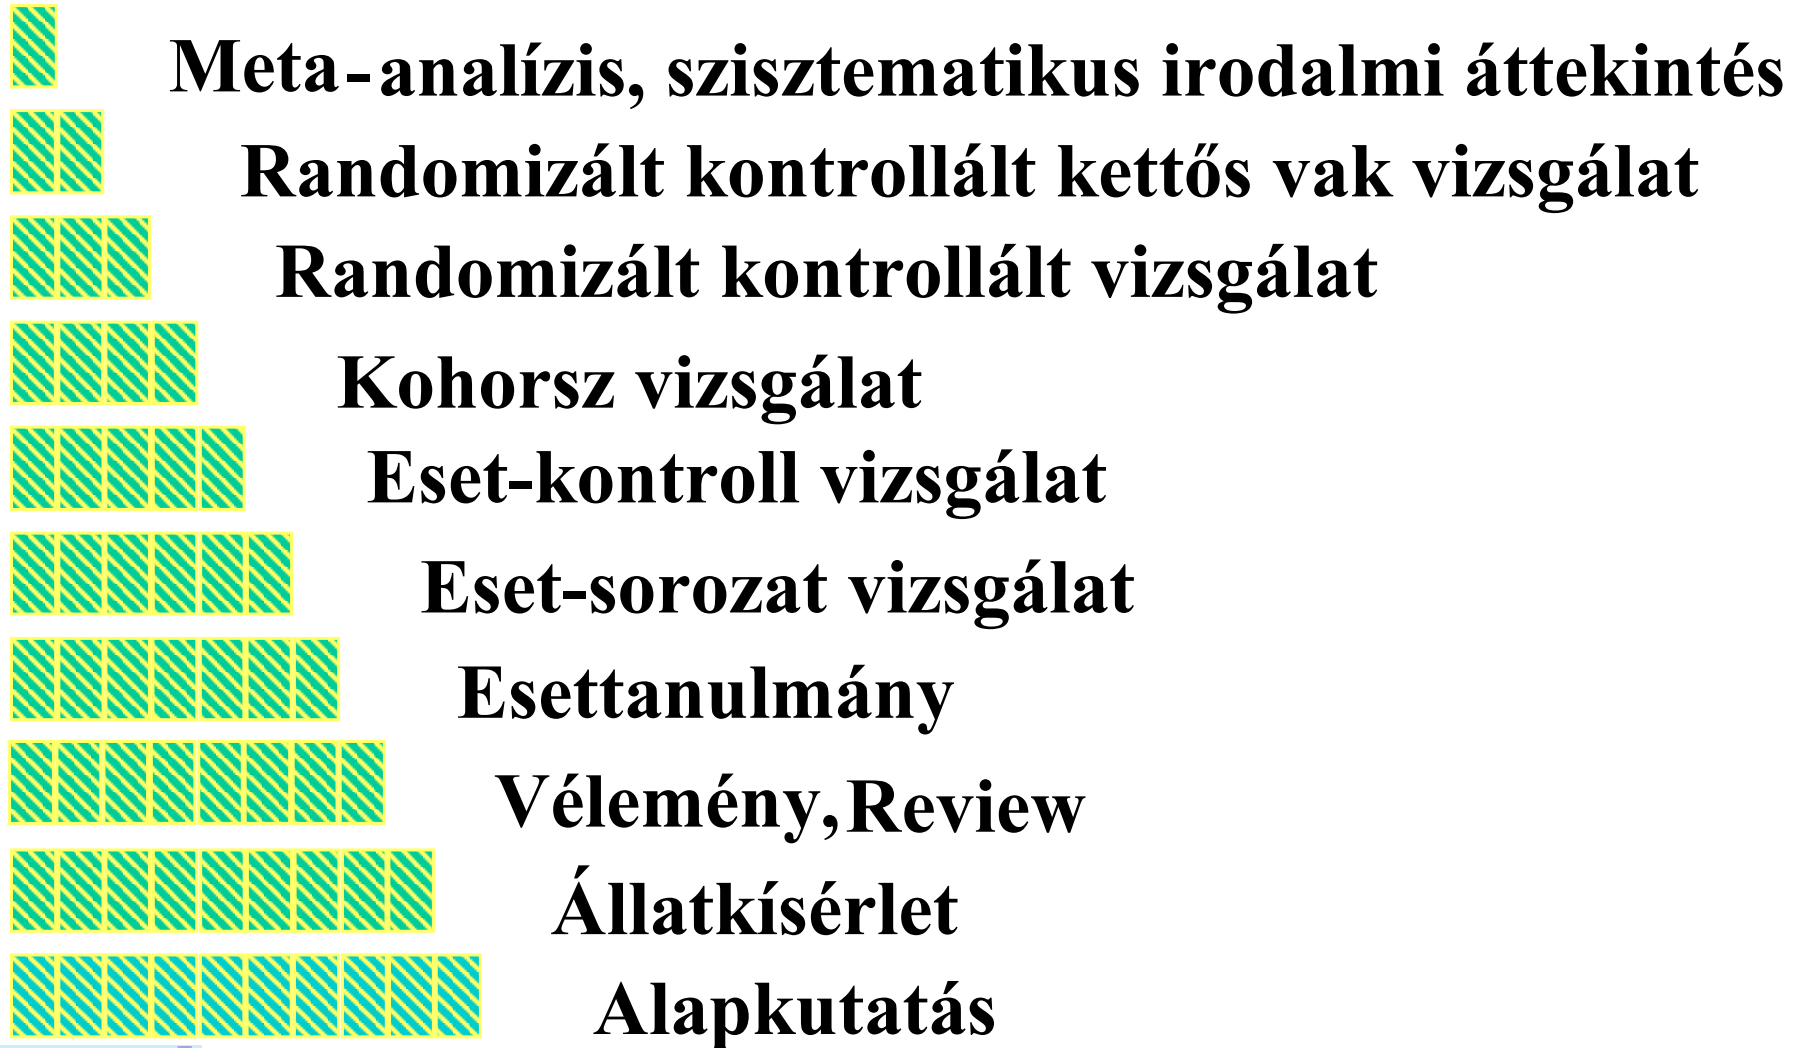 Meta-analízis, szisztematikus irodalmi áttekintés
Randomizált kontrollált kettős vak vizsgálat
Randomizált kontrollált vizsgálat
Kohorsz vizsgálat
Eset-kontroll vizsgálat
Eset-sorozat vizsgálat
Esettanulmány
Vélemény, Review
Állatkísérlet
Alapkutatás